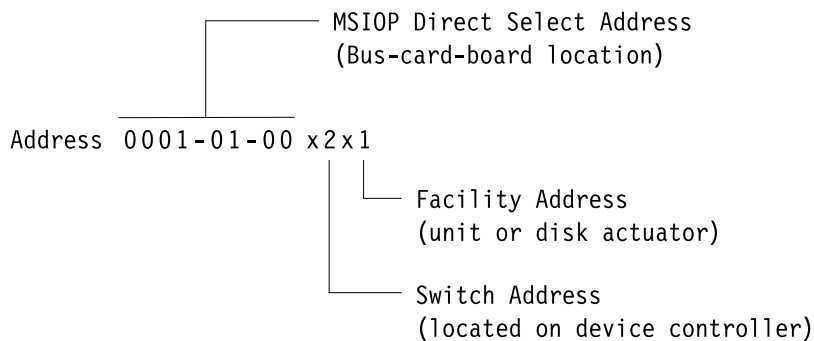 MSIOP Direct Select Address
(Bus-card-board location)
Address 0001-01-00 x2x1
Facility Address
(unit or disk actuator)
Switch Address
(located on device controller)